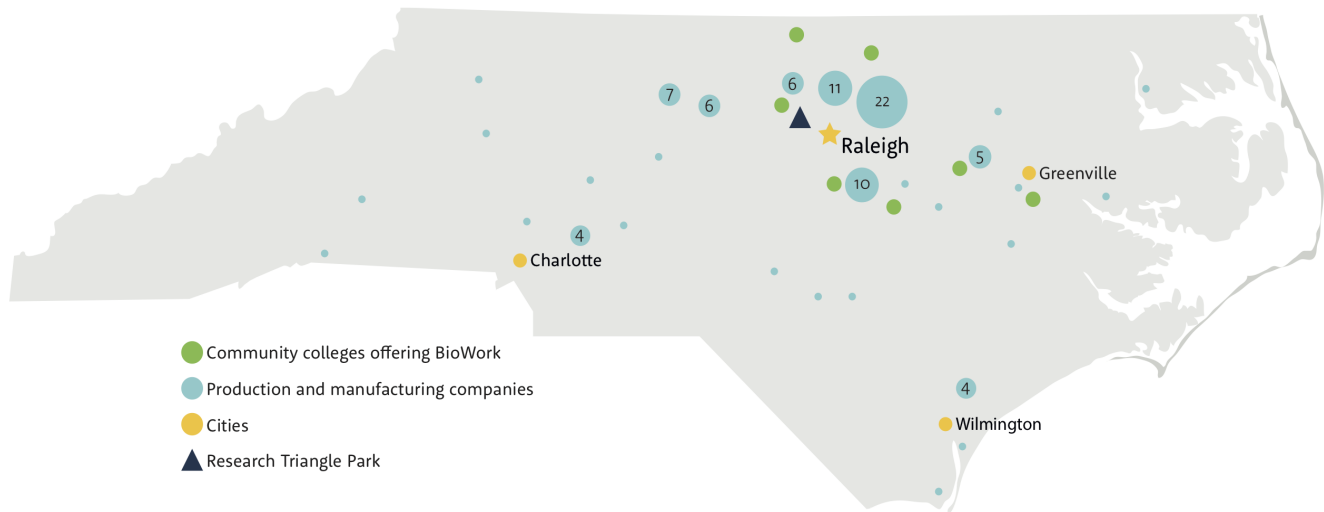 6
11
7
6
22
Raleigh
5
Greenville
10
4
Charlotte
Community colleges offering BioWork
Production and manufacturing companies
4
Cities
Wilmington
Research Triangle Park